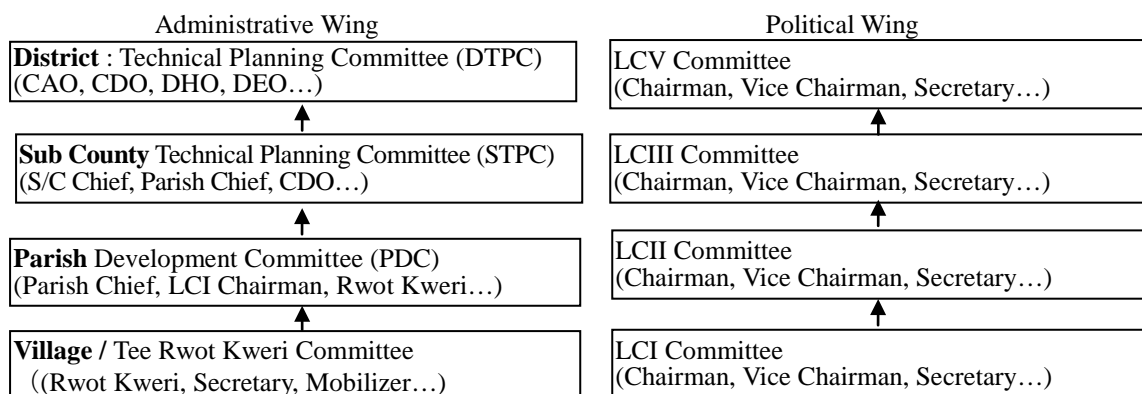 Administrative Wing
District : Technical Planning Committee (DTPC)
(CAO, CDO, DHO, DEO…)
Sub County Technical Planning Committee (STPC)
(S/C Chief, Parish Chief, CDO…)
Parish Development Committee (PDC)
(Parish Chief, LCI Chairman, Rwot Kweri…)
Village / Tee Rwot Kweri Committee
（(Rwot Kweri, Secretary, Mobilizer…)
Political Wing
LCV Committee
(Chairman, Vice Chairman, Secretary…)
LCIII Committee
(Chairman, Vice Chairman, Secretary…)
LCII Committee
(Chairman, Vice Chairman, Secretary…)
LCI Committee
(Chairman, Vice Chairman, Secretary…)